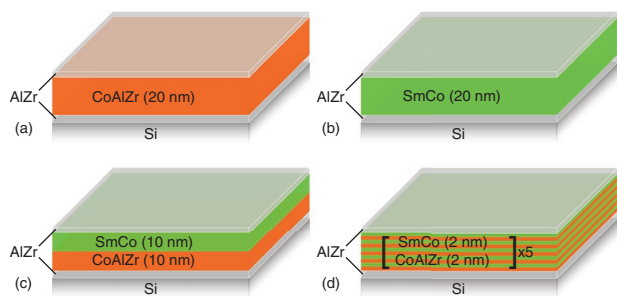 AlZr
CoAlZr (20 nm)
(a)
Si
AlZr
SmCo (20 nm)
(b)
Si
AlZr
SmCo (10 nm)
CoAlZr (10 nm)
(c)
Si
AlZr
[ SmCo (2 nm) ] x5
CoAlZr (2 nm)
(d)
Si